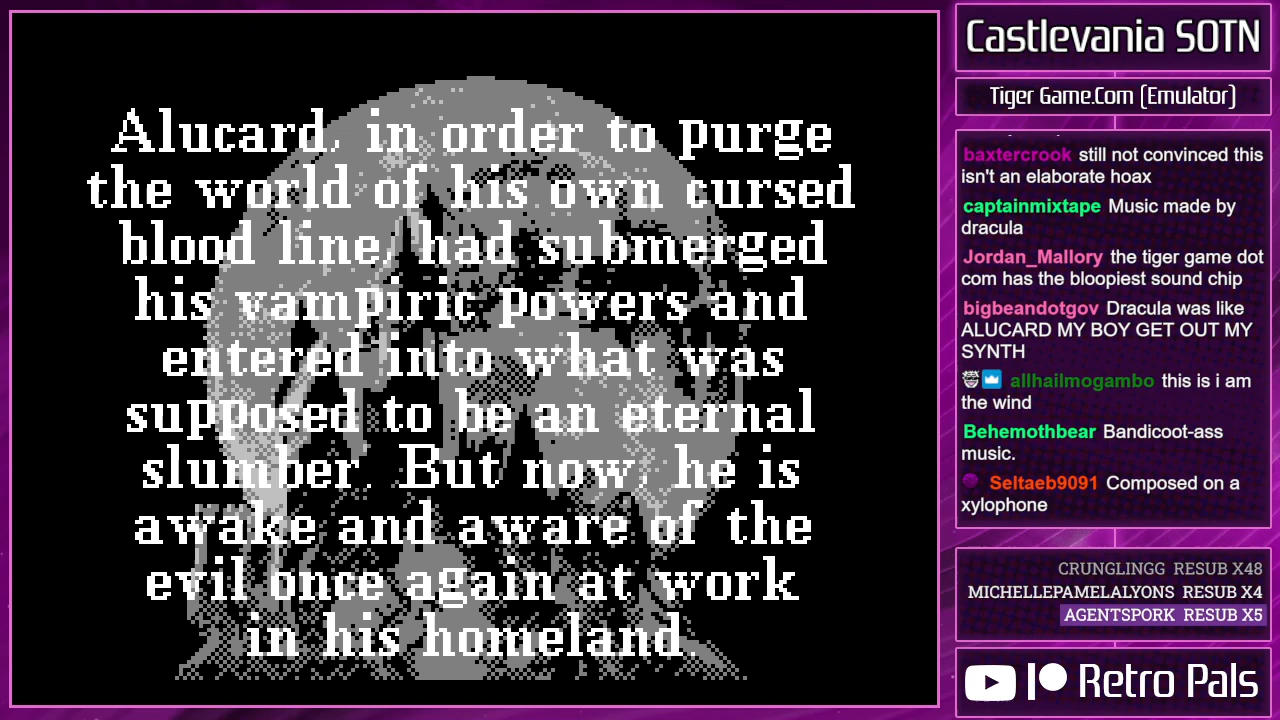 Alucard, in order to purge
the world of his own cursed
blood line, had submerged
his vampiric powers and
entered into what was
supposed to be an eternal
slumber. But now, he is
awake and aware of the
evil once again at work
in his homeland.
Castlevania SOTN
Tiger Game.Com (Emulator)
baxtercrook still not convinced this
isn't an elaborate hoax
captainmixtape Music made by
dracula
Jordan_Mallory the tiger game dot
com has the bloopiest sound chip
bigbeandotgov Dracula was like
ALUCARD MY BOY GET OUT MY
SYNTH
allhailmogambo this is i am
the wind
Behemothbear Bandicoot-ass
music.
Seltaeb9091 Composed on a
xylophone
CRUNGLINGG RESUB X48
MICHELLEPAMELALYONS RESUB X4
AGENTSPORK RESUB X5
Retro Pals